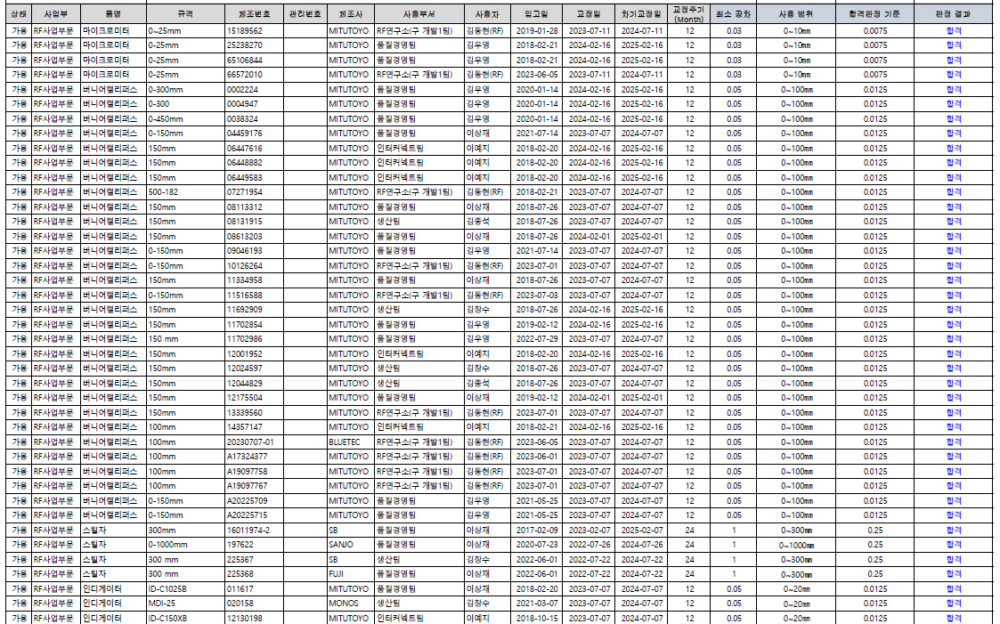 상태 사업부 품명 규격 제조번호 관리번호 제조사 사용부서 사용자 입고일 교정일 차기교정일 교정주기 (Month) 최소 공차 사용 범위 합격판정 기준 판정 결과
가용 RF사업부문 마이크로미터 0~25mm 15189562 MITUTOYO RF연구소(구 개발1팀) 김동현(RF) 2019-01-28 2023-07-11 2024-07-11 12 0.03 0~10㎜ 0.0075 합격
가용 RF사업부문 마이크로미터 0-25mm 25238270 MITUTOYO 품질경영팀 김우영 2018-02-21 2024-02-16 2025-02-16 12 0.03 0~10㎜ 0.0075 합격
가용 RF사업부문 마이크로미터 0-25mm 65106844 MITUTOYO 품질경영팀 김우영 2018-02-21 2024-02-16 2025-02-16 12 0.03 0~10㎜ 0.0075 합격
가용 RF사업부문 마이크로미터 0-25mm 66572010 MITUTOYO RF연구소(구 개발1팀) 김동현(RF) 2023-06-05 2023-07-11 2024-07-11 12 0.03 0~10㎜ 0.0075 합격
가용 RF사업부문 버니어캘리퍼스 0-300mm 0002224 MITUTOYO 품질경영팀 김우영 2020-01-14 2024-02-16 2025-02-16 12 0.05 0~100㎜ 0.0125 합격
가용 RF사업부문 버니어캘리퍼스 0-300 0004947 MITUTOYO 품질경영팀 김우영 2020-01-14 2024-02-16 2025-02-16 12 0.05 0~100㎜ 0.0125 합격
가용 RF사업부문 버니어캘리퍼스 0-450mm 0038324 MITUTOYO 품질경영팀 김우영 2020-01-14 2024-02-16 2025-02-16 12 0.05 0~100㎜ 0.0125 합격
가용 RF사업부문 버니어캘리퍼스 0-150mm 04459176 MITUTOYO 품질경영팀 이상재 2021-07-14 2023-07-07 2024-07-07 12 0.05 0~100㎜ 0.0125 합격
가용 RF사업부문 버니어캘리퍼스 150mm 06447616 MITUTOYO 인터커넥트팀 이예지 2018-02-20 2024-02-16 2025-02-16 12 0.05 0~100㎜ 0.0125 합격
가용 RF사업부문 버니어캘리퍼스 150mm 06448882 MITUTOYO 인터커넥트팀 이예지 2018-02-20 2024-02-16 2025-02-16 12 0.05 0~100㎜ 0.0125 합격
가용 RF사업부문 버니어캘리퍼스 150mm 06449583 MITUTOYO 인터커넥트팀 이예지 2018-02-20 2024-02-16 2025-02-16 12 0.05 0~100㎜ 0.0125 합격
가용 RF사업부문 버니어캘리퍼스 500-182 07271954 MITUTOYO RF연구소(구 개발1팀) 김동현(RF) 2018-02-21 2023-07-07 2024-07-07 12 0.05 0~100㎜ 0.0125 합격
가용 RF사업부문 버니어캘리퍼스 150mm 08113312 MITUTOYO 품질경영팀 이상재 2018-07-26 2023-07-07 2024-07-07 12 0.05 0~100㎜ 0.0125 합격
가용 RF사업부문 버니어캘리퍼스 150mm 08131915 MITUTOYO 생산팀 김종석 2018-07-26 2023-07-07 2024-07-07 12 0.05 0~100㎜ 0.0125 합격
가용 RF사업부문 버니어캘리퍼스 150mm 08613203 MITUTOYO 품질경영팀 이상재 2018-07-26 2024-02-01 2025-02-01 12 0.05 0~100㎜ 0.0125 합격
가용 RF사업부문 버니어캘리퍼스 0-150mm 09046193 MITUTOYO 품질경영팀 김우영 2021-07-14 2023-07-07 2024-07-07 12 0.05 0~100㎜ 0.0125 합격
가용 RF사업부문 버니어캘리퍼스 0-150mm 10126264 MITUTOYO RF연구소(구 개발1팀) 김동현(RF) 2023-07-01 2023-07-07 2024-07-07 12 0.05 0~100㎜ 0.0125 합격
가용 RF사업부문 버니어캘리퍼스 150mm 11334958 MITUTOYO 품질경영팀 이상재 2018-07-26 2023-07-07 2024-07-07 12 0.05 0~100㎜ 0.0125 합격
가용 RF사업부문 버니어캘리퍼스 0-150mm 11516588 MITUTOYO RF연구소(구 개발1팀) 김동현(RF) 2023-07-03 2023-07-07 2024-07-07 12 0.05 0~100㎜ 0.0125 합격
가용 RF사업부문 버니어캘리퍼스 150mm 11692909 MITUTOYO 생산팀 김창수 2018-07-26 2024-02-16 2025-02-16 12 0.05 0~100㎜ 0.0125 합격
가용 RF사업부문 버니어캘리퍼스 150mm 11702854 MITUTOYO 품질경영팀 김우영 2019-02-12 2024-02-16 2025-02-16 12 0.05 0~100㎜ 0.0125 합격
가용 RF사업부문 버니어캘리퍼스 150 mm 11702986 MITUTOYO 품질경영팀 김우영 2022-07-29 2023-07-07 2024-07-07 12 0.05 0~100㎜ 0.0125 합격
가용 RF사업부문 버니어캘리퍼스 150mm 12001952 MITUTOYO 인터커넥트팀 이예지 2018-02-20 2024-02-16 2025-02-16 12 0.05 0~100㎜ 0.0125 합격
가용 RF사업부문 버니어캘리퍼스 150mm 12024597 MITUTOYO 생산팀 김창수 2018-07-26 2023-07-07 2024-07-07 12 0.05 0~100㎜ 0.0125 합격
가용 RF사업부문 버니어캘리퍼스 150mm 12044829 MITUTOYO 생산팀 김종석 2018-07-26 2023-07-07 2024-07-07 12 0.05 0~100㎜ 0.0125 합격
가용 RF사업부문 버니어캘리퍼스 150mm 12175504 MITUTOYO 품질경영팀 이상재 2019-02-12 2024-02-01 2025-02-01 12 0.05 0~100㎜ 0.0125 합격
가용 RF사업부문 버니어캘리퍼스 150mm 13339560 MITUTOYO RF연구소(구 개발1팀) 김동현(RF) 2023-07-01 2023-07-07 2024-07-07 12 0.05 0~100㎜ 0.0125 합격
가용 RF사업부문 버니어캘리퍼스 100mm 14357147 MITUTOYO 인터커넥트팀 이예지 2018-02-21 2024-02-16 2025-02-16 12 0.05 0~100㎜ 0.0125 합격
가용 RF사업부문 버니어캘리퍼스 100mm 20230707-01 BLUETEC RF연구소(구 개발1팀) 김동현(RF) 2023-06-05 2023-07-07 2024-07-07 12 0.05 0~100㎜ 0.0125 합격
가용 RF사업부문 버니어캘리퍼스 100mm A17324377 MITUTOYO RF연구소(구 개발1팀) 김동현(RF) 2023-06-01 2023-07-07 2024-07-07 12 0.05 0~100㎜ 0.0125 합격
가용 RF사업부문 버니어캘리퍼스 100mm A19097758 MITUTOYO RF연구소(구 개발1팀) 김동현(RF) 2023-07-01 2023-07-07 2024-07-07 12 0.05 0~100㎜ 0.0125 합격
가용 RF사업부문 버니어캘리퍼스 100mm A19097767 MITUTOYO RF연구소(구 개발1팀) 김동현(RF) 2023-07-01 2023-07-07 2024-07-07 12 0.05 0~100㎜ 0.0125 합격
가용 RF사업부문 버니어캘리퍼스 0-150mm A20225709 MITUTOYO 품질경영팀 김우영 2021-05-25 2023-07-07 2024-07-07 12 0.05 0~100㎜ 0.0125 합격
가용 RF사업부문 버니어캘리퍼스 0-150mm A20225715 MITUTOYO 품질경영팀 김우영 2021-05-25 2023-07-07 2024-07-07 12 0.05 0~100㎜ 0.0125 합격
가용 RF사업부문 스틸자 300mm 16011974-2 SB 품질경영팀 이상재 2017-02-09 2023-02-07 2025-02-07 24 1 0~300㎜ 0.25 합격
가용 RF사업부문 스틸자 0-1000mm 197622 SANJO 품질경영팀 이상재 2020-07-23 2022-07-26 2024-07-26 24 1 0~1000㎜ 0.25 합격
가용 RF사업부문 스틸자 300 mm 225367 SB 생산팀 김창수 2022-06-01 2022-07-22 2024-07-22 24 1 0~300㎜ 0.25 합격
가용 RF사업부문 스틸자 300 mm 225368 FUJI 품질경영팀 이상재 2022-06-01 2022-07-22 2024-07-22 24 1 0~300㎜ 0.25 합격
가용 RF사업부문 인디게이터 ID-C1025B 011617 MITUTOYO 품질경영팀 이상재 2018-02-20 2023-07-07 2024-07-07 12 0.05 0~20㎜ 0.0125 합격
가용 RF사업부문 인디게이터 MDI-25 020158 MONOS 생산팀 김창수 2021-03-07 2023-07-07 2024-07-07 12 0.05 0~20㎜ 0.0125 합격
가용 RF사업부문 인디게이터 ID-C150XB 12130198 MITUTOYO 인터커넥트팀 이예지 2018-10-15 2023-07-07 2024-07-07 12 0.05 0~20㎜ 0.0125 합격